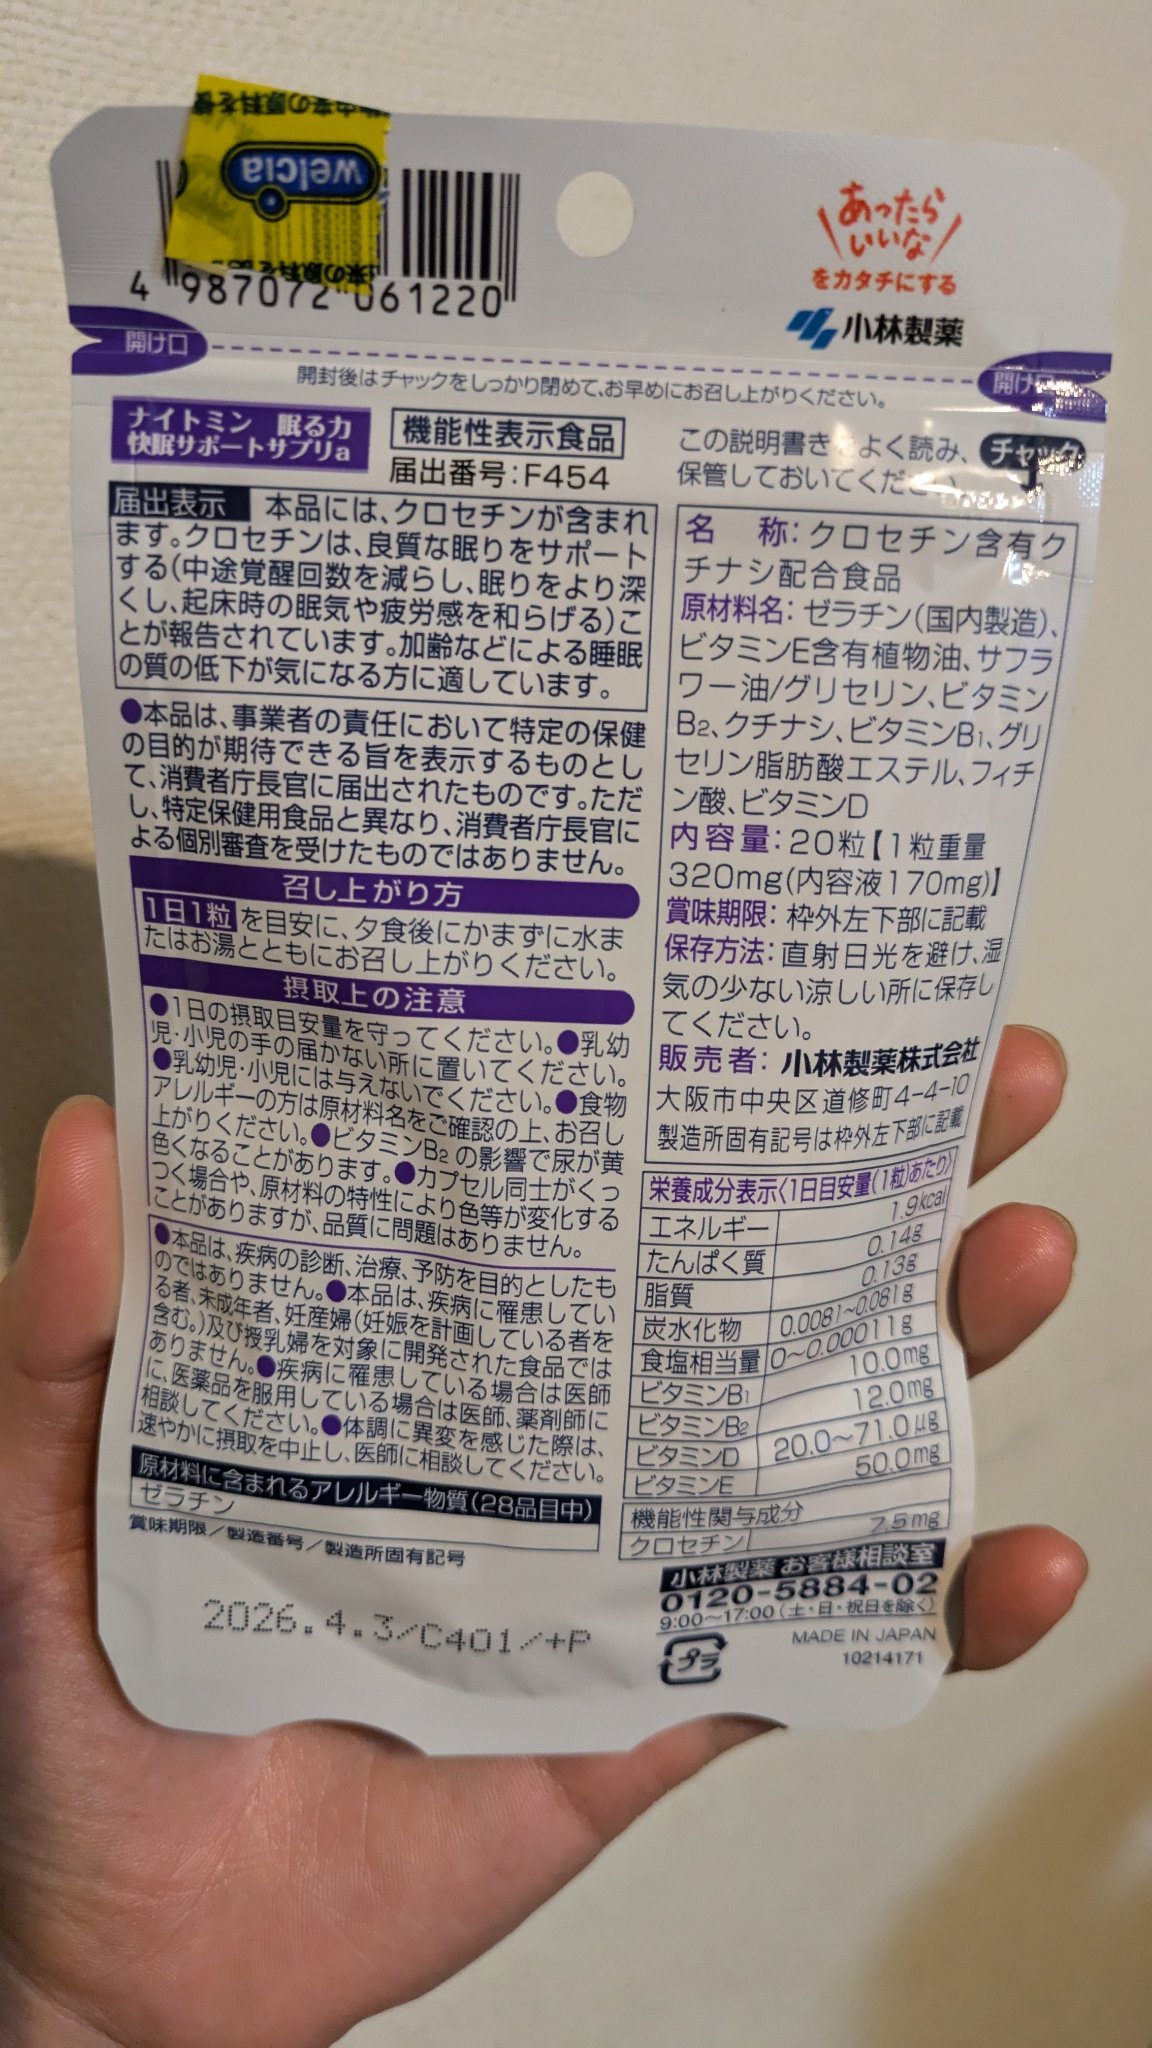 welcia
4 987072 061220
あったら
いいな
をカタチにする
小林製薬
開け口
開け口
開封後はチャックをしっかり閉めて、お早めにお召し上がりください。
ナイトミン 眠る力
快眠サポートサプリa
機能性表示食品
届出番号:F454
この説明書きをよく読み、
保管しておいてください。
チャック
届出表示 本品には、クロセチンが含まれ
ます。クロセチンは、良質な眠りをサポート
する(中途覚醒回数を減らし、眠りをより深
くし、起床時の眠気や疲労感を和らげる)こ
とが報告されています。加齢などによる睡眠
の質の低下が気になる方に適しています。
●本品は、事業者の責任において特定の保健
の目的が期待できる旨を表示するものとし
て、消費者庁長官に届出されたものです。ただ
し、特定保健用食品と異なり、消費者庁長官に
よる個別審査を受けたものではありません。
召し上がり方
1日1粒を目安に、夕食後にかまずに水ま
たはお湯とともにお召し上がりください。
摂取上の注意
●1日の摂取目安量を守ってください。●乳幼
児・小児の手の届かない所に置いてください。
●乳幼児・小児には与えないでください。●食物
アレルギーの方は原材料名をご確認の上、お召し
上がりください。●ビタミンB2の影響で尿が黄
色くなることがあります。●カプセル同士がくっ
つく場合や、原材料の特性により色等が変化する
ことがありますが、品質に問題はありません。
●本品は、疾病の診断、治療、予防を目的としたも
のではありません。●本品は、疾病に罹患してい
る者、未成年者、妊産婦(妊娠を計画している者を
含む。)及び授乳婦を対象に開発された食品では
ありません。●疾病に罹患している場合は医師
に、医薬品を服用している場合は医師、薬剤師に
相談してください。●体調に異変を感じた際は、
速やかに摂取を中止し、医師に相談してください。
原材料に含まれるアレルギー物質(28品目中)
ゼラチン
賞味期限/製造番号/製造所固有記号
2026.4.3/C401/+P
名 称:クロセチン含有ク
チナシ配合食品
原材料名:ゼラチン(国内製造)、
ビタミンE含有植物油、サフラ
ワー油/グリセリン、ビタミン
B2、クチナシ、ビタミンB1、グリ
セリン脂肪酸エステル、フィチ
ン酸、ビタミンD
内容量:20粒【1粒重量
320mg(内容液170mg)】
賞味期限:枠外左下部に記載
保存方法:直射日光を避け、湿
気の少ない涼しい所に保存し
てください。
販売者:小林製薬株式会社
大阪市中央区道修町4-4-10
製造所固有記号は枠外左下部に記載
栄養成分表示〈1日目安量(1粒)あたり〉
エネルギー 1.9kcal
たんぱく質 0.14g
脂質 0.13g
炭水化物 0.0081~0.081g
食塩相当量 0~0.00011g
ビタミンB1 10.0mg
ビタミンB2 12.0mg
ビタミンD 20.0~71.0μg
ビタミンE 50.0mg
機能性関与成分
クロセチン 7.5mg
小林製薬 お客様相談室
0120-5884-02
9:00~17:00(土・日・祝日を除く)
プラ
MADE IN JAPAN
10214171